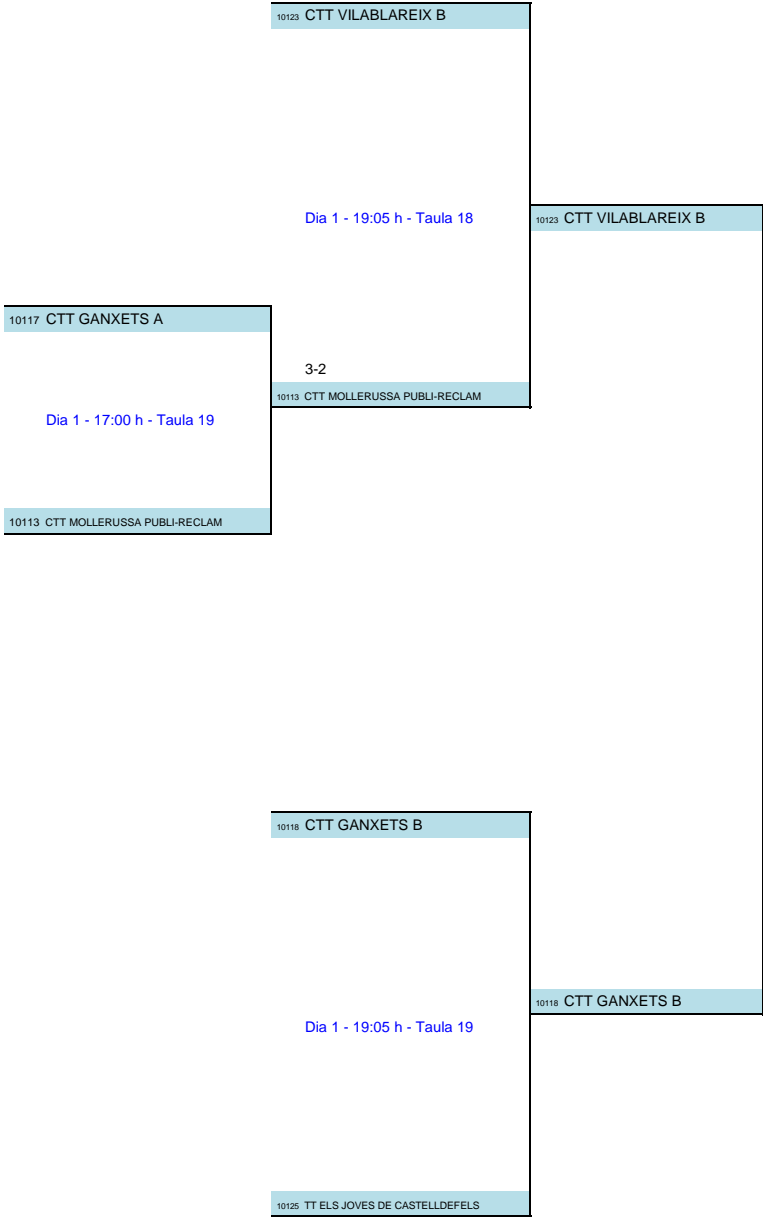 10123 CTT VILABLAREIX B
Dia 1 - 19:05 h - Taula 18
10123 CTT VILABLAREIX B
10117 CTT GANXETS A
3-2
10113 CTT MOLLERUSSA PUBLI-RECLAM
Dia 1 - 17:00 h - Taula 19
10113 CTT MOLLERUSSA PUBLI-RECLAM
10118 CTT GANXETS B
10118 CTT GANXETS B
Dia 1 - 19:05 h - Taula 19
10125 TT ELS JOVES DE CASTELLDEFELS